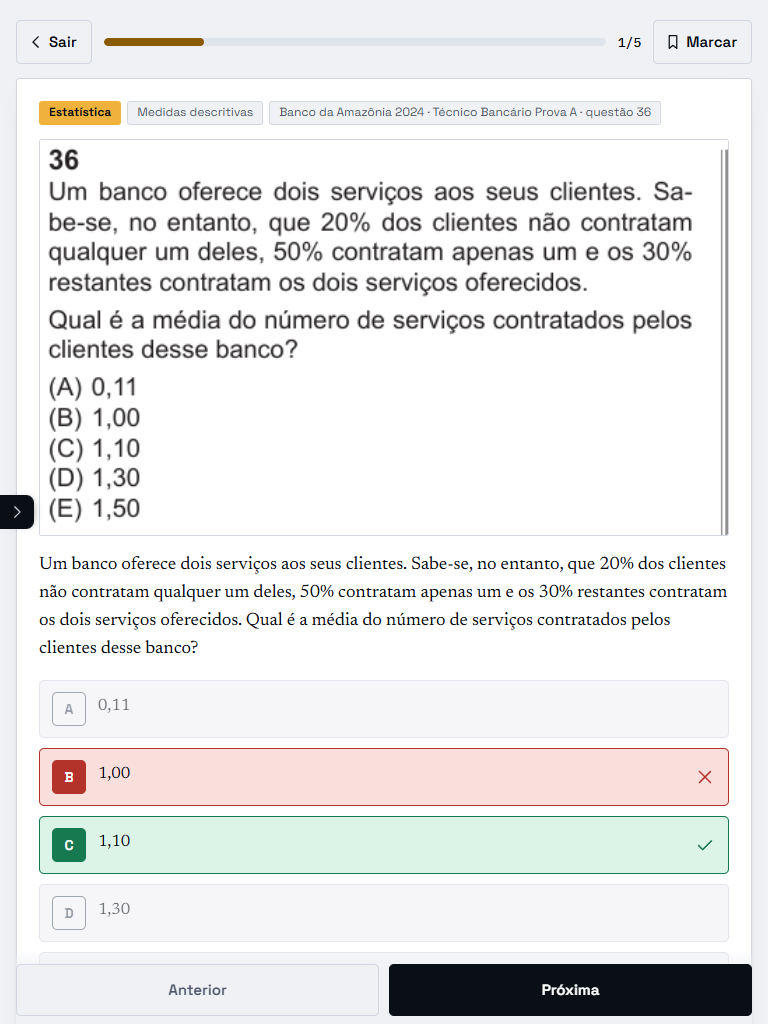 Sair
1/5
Marcar
Estatística
Medidas descritivas
Banco da Amazônia 2024 · Técnico Bancário Prova A · questão 36
36
Um banco oferece dois serviços aos seus clientes. Sa-
be-se, no entanto, que 20% dos clientes não contratam
qualquer um deles, 50% contratam apenas um e os 30%
restantes contratam os dois serviços oferecidos.
Qual é a média do número de serviços contratados pelos
clientes desse banco?
(A) 0,11
(B) 1,00
(C) 1,10
(D) 1,30
(E) 1,50
Um banco oferece dois serviços aos seus clientes. Sabe-se, no entanto, que 20% dos clientes
não contratam qualquer um deles, 50% contratam apenas um e os 30% restantes contratam
os dois serviços oferecidos. Qual é a média do número de serviços contratados pelos
clientes desse banco?
A 0,11
B 1,00
C 1,10
D 1,30
Anterior
Próxima